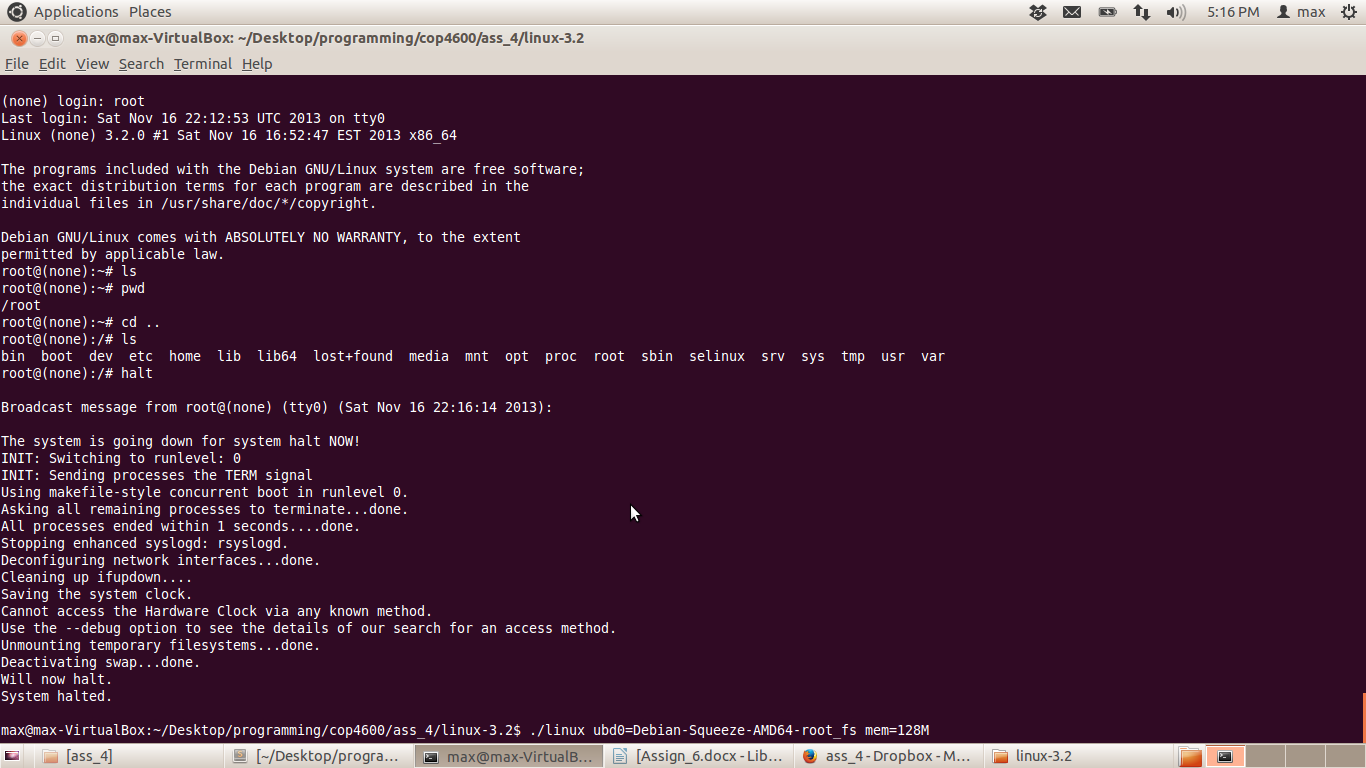 Applications Places 5:16 PM max
max@max-VirtualBox: ~/Desktop/programming/cop4600/ass_4/linux-3.2
File Edit View Search Terminal Help
(none) login: root
Last login: Sat Nov 16 22:12:53 UTC 2013 on tty0
Linux (none) 3.2.0 #1 Sat Nov 16 16:52:47 EST 2013 x86_64
The programs included with the Debian GNU/Linux system are free software;
the exact distribution terms for each program are described in the
individual files in /usr/share/doc/*/copyright.
Debian GNU/Linux comes with ABSOLUTELY NO WARRANTY, to the extent
permitted by applicable law.
root@(none):~# ls
root@(none):~# pwd
/root
root@(none):~# cd ..
root@(none):/# ls
bin  boot  dev  etc  home  lib  lib64  lost+found  media  mnt  opt  proc  root  sbin  selinux  srv  sys  tmp  usr  var
root@(none):/# halt
Broadcast message from root@(none) (tty0) (Sat Nov 16 22:16:14 2013):
The system is going down for system halt NOW!
INIT: Switching to runlevel: 0
INIT: Sending processes the TERM signal
Using makefile-style concurrent boot in runlevel 0.
Asking all remaining processes to terminate...done.
All processes ended within 1 seconds....done.
Stopping enhanced syslogd: rsyslogd.
Deconfiguring network interfaces...done.
Cleaning up ifupdown....
Saving the system clock.
Cannot access the Hardware Clock via any known method.
Use the --debug option to see the details of our search for an access method.
Unmounting temporary filesystems...done.
Deactivating swap...done.
Will now halt.
System halted.
max@max-VirtualBox:~/Desktop/programming/cop4600/ass_4/linux-3.2$ ./linux ubd0=Debian-Squeeze-AMD64-root_fs mem=128M
[ass_4] [~/Desktop/progra... max@max-VirtualB... [Assign_6.docx - Lib... ass_4 - Dropbox - M... linux-3.2